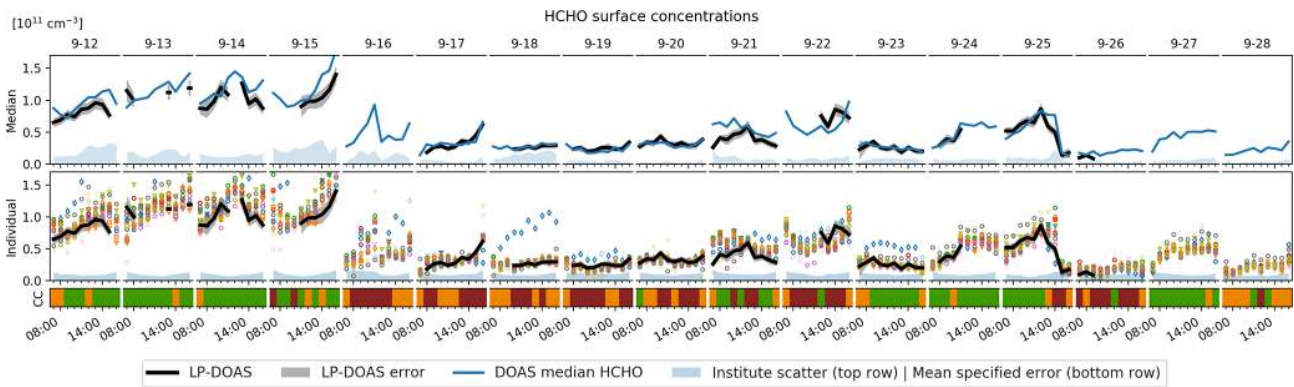 HCHO surface concentrations
[10¹¹ cm⁻³]
9-12 9-13 9-14 9-15 9-16 9-17 9-18 9-19 9-20 9-21 9-22 9-23 9-24 9-25 9-26 9-27 9-28
Median
1.5
1.0
0.5
0.0
Individual
1.5
1.0
0.5
0.0
CC
08:00 14:00 08:00 14:00 08:00 14:00 08:00 14:00 08:00 14:00 08:00 14:00 08:00 14:00 08:00 14:00 08:00 14:00 08:00 14:00 08:00 14:00 08:00 14:00 08:00 14:00 08:00 14:00 08:00 14:00 08:00 14:00 08:00 14:00
LP-DOAS LP-DOAS error DOAS median HCHO Institute scatter (top row) | Mean specified error (bottom row)